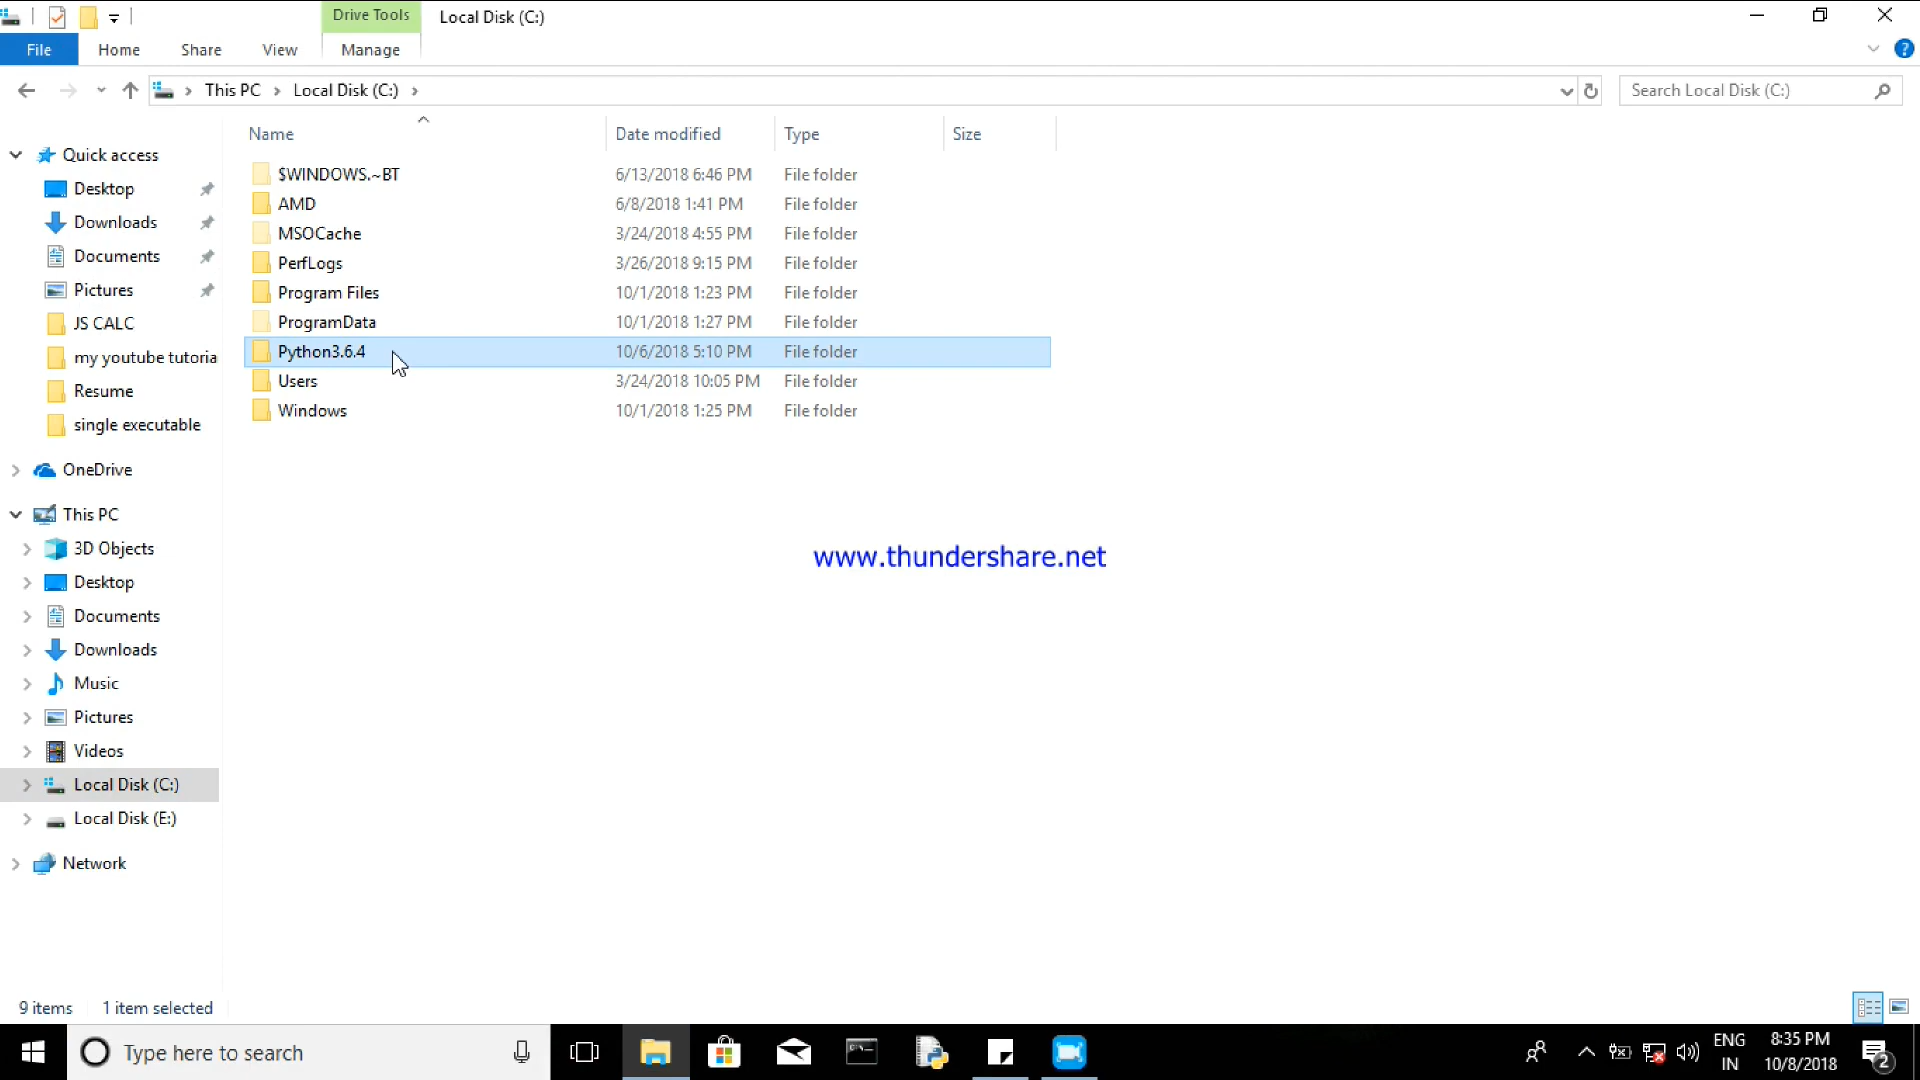 Drive Tools
Local Disk (C:)
File
Home
Share
View
Manage
This PC
Local Disk (C:)
Search Local Disk (C:)
Name
Date modified
Type
Size
Quick access
Desktop
Downloads
Documents
Pictures
JS CALC
my youtube tutoria
Resume
single executable
OneDrive
This PC
3D Objects
Desktop
Documents
Downloads
Music
Pictures
Videos
Local Disk (C:)
Local Disk (E:)
Network
$WINDOWS.~BT 6/13/2018 6:46 PM File folder
AMD 6/8/2018 1:41 PM File folder
MSOCache 3/24/2018 4:55 PM File folder
PerfLogs 3/26/2018 9:15 PM File folder
Program Files 10/1/2018 1:23 PM File folder
ProgramData 10/1/2018 1:27 PM File folder
Python3.6.4 10/6/2018 5:10 PM File folder
Users 3/24/2018 10:05 PM File folder
Windows 10/1/2018 1:25 PM File folder
www.thundershare.net
9 items 1 item selected
Type here to search
ENG
IN
8:35 PM
10/8/2018
2